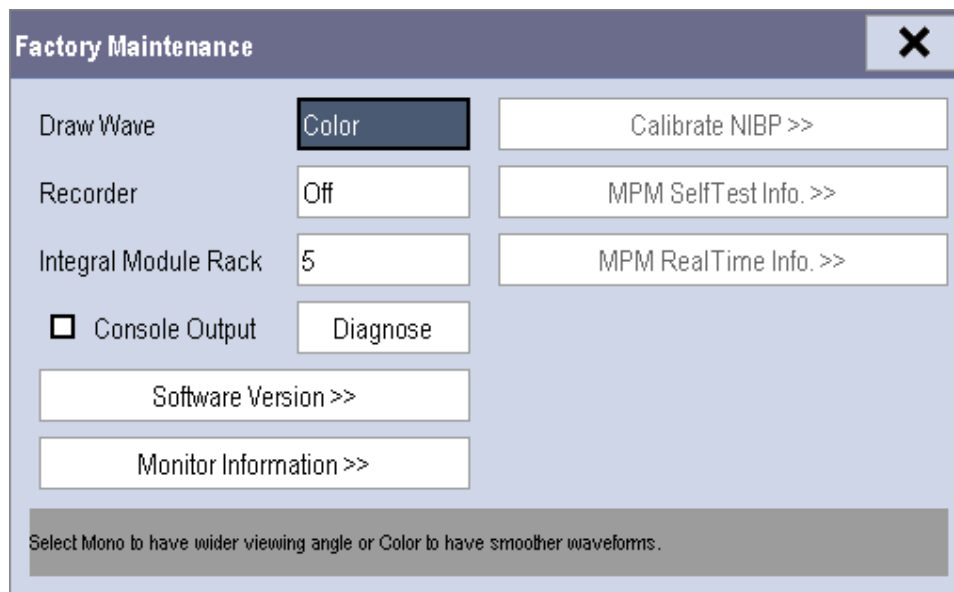 Factory Maintenance
Draw Wave Color Calibrate NIBP >>
Recorder Off MPM SelfTest Info. >>
Integral Module Rack 5 MPM RealTime Info. >>
Console Output Diagnose
Software Version >>
Monitor Information >>
Select Mono to have wider viewing angle or Color to have smoother waveforms.